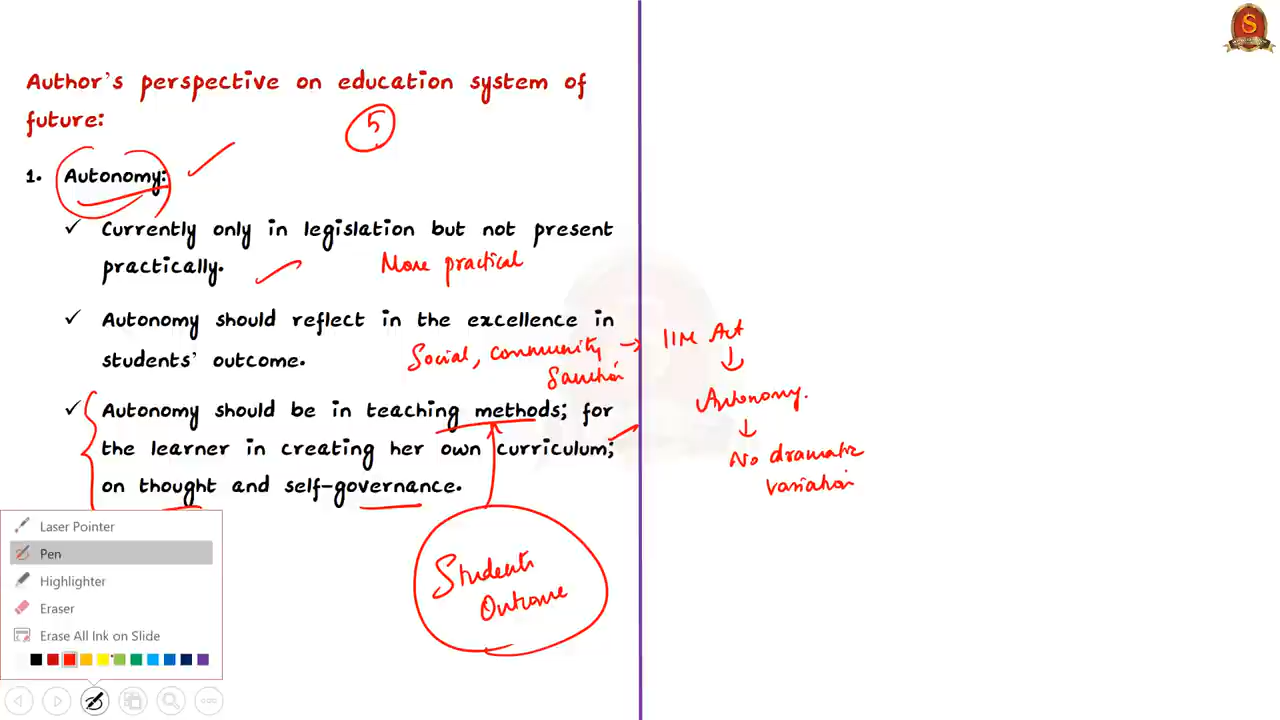 Author's perspective on education system of
future:
5
1. Autonomy:
✓ Currently only in legislation but not present
practically.
More practical
✓ Autonomy should reflect in the excellence in
students' outcome.
Social, community
Sanction
→ IIM Act
↓
Autonomy.
↓
No dramatic
variation
✓ Autonomy should be in teaching methods; for
the learner in creating her own curriculum;
on thought and self-governance.
Students
Outcome
Laser Pointer
Pen
Highlighter
Eraser
Erase All Ink on Slide
S